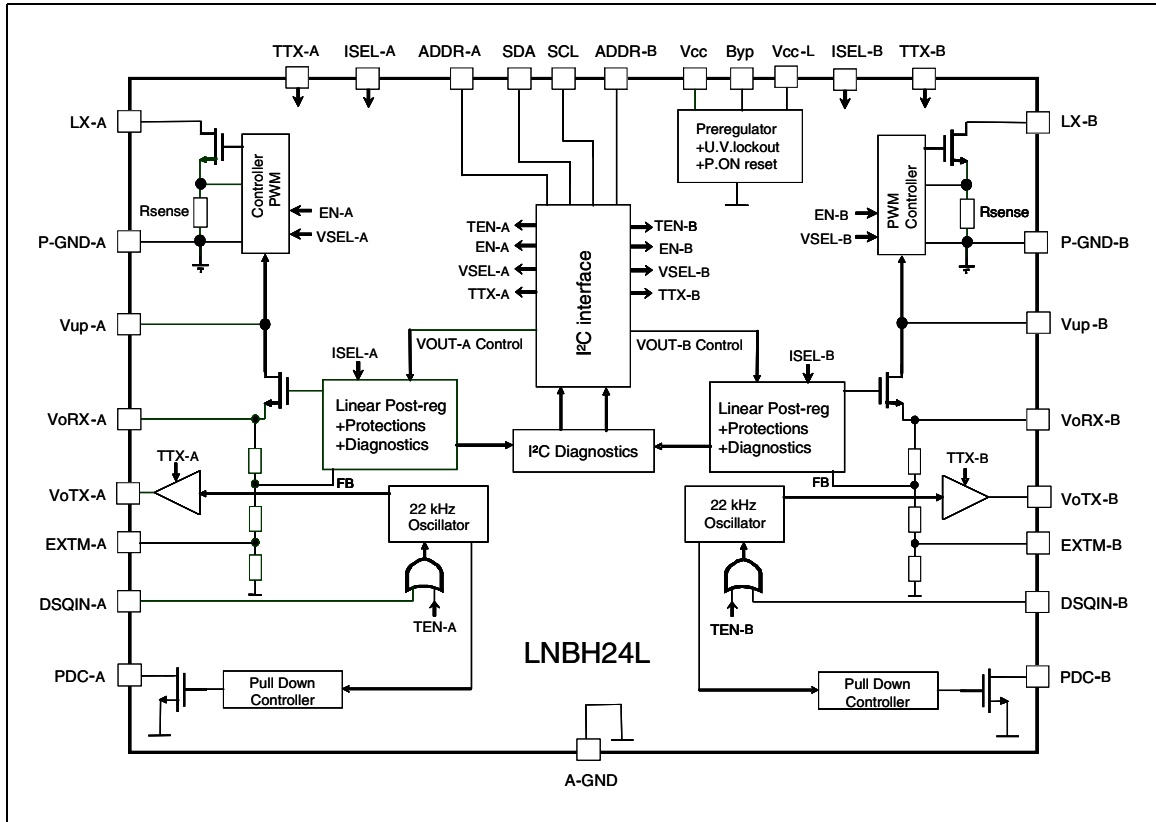 TTX-A ISEL-A ADDR-A SDA SCL ADDR-B Vcc Byp Vcc-L ISEL-B TTX-B
LX-A
LX-B
Preregulator
+U.V.lockout
+P.ON reset
Controller
PWM
PWM
Controller
Rsense
Rsense
EN-A
VSEL-A
EN-B
VSEL-B
P-GND-A
P-GND-B
TEN-A
EN-A
VSEL-A
TTX-A
I²C interface
TEN-B
EN-B
VSEL-B
TTX-B
Vup-A
Vup-B
ISEL-A
VOUT-A Control
VOUT-B Control
ISEL-B
VoRX-A
Linear Post-reg
+Protections
+Diagnostics
I²C Diagnostics
Linear Post-reg
+Protections
+Diagnostics
VoRX-B
TTX-A
FB
FB
TTX-B
VoTX-A
22 kHz
Oscillator
22 kHz
Oscillator
VoTX-B
EXTM-A
EXTM-B
DSQIN-A
TEN-A
TEN-B
DSQIN-B
LNBH24L
PDC-A
Pull Down
Controller
Pull Down
Controller
PDC-B
A-GND